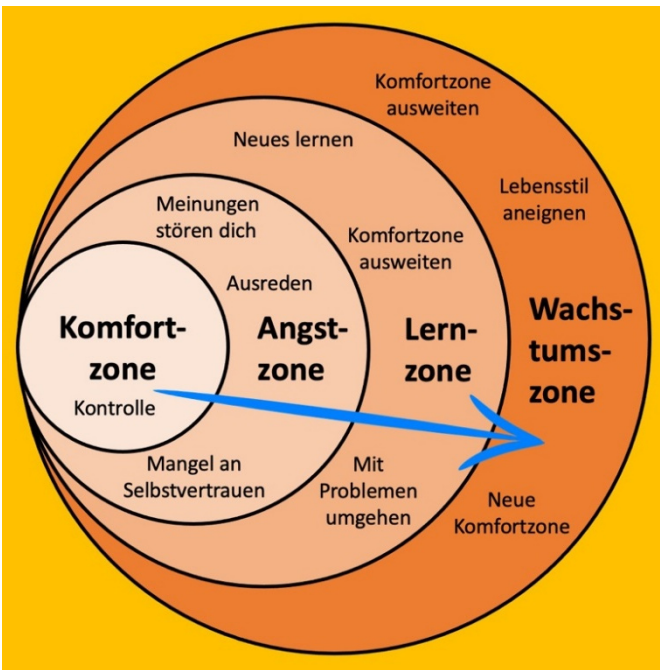 Komfortzone
ausweiten
Neues lernen
Lebensstil
aneignen
Meinungen
stören dich
Komfortzone
ausweiten
Ausreden
Komfort-
zone
Angst-
zone
Lern-
zone
Wachs-
tums-
zone
Kontrolle
Mangel an
Selbstvertrauen
Mit
Problemen
umgehen
Neue
Komfortzone